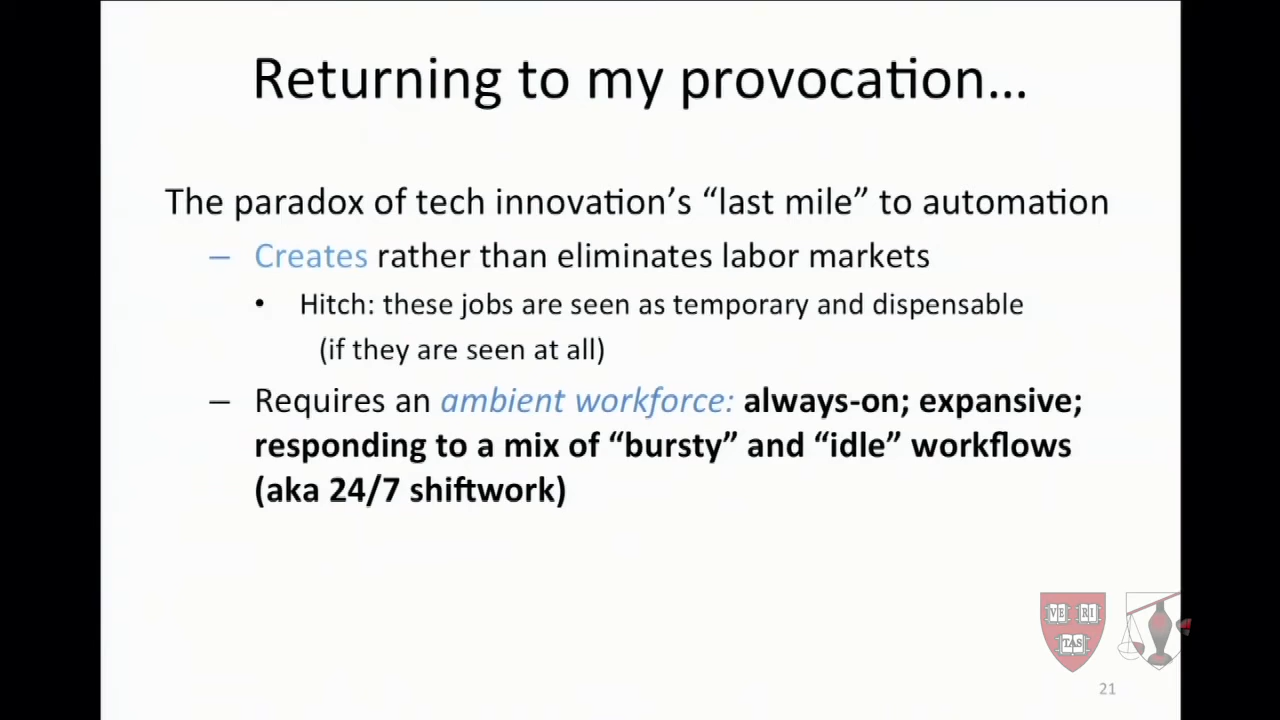 Returning to my provocation…
The paradox of tech innovation’s “last mile” to automation
– Creates rather than eliminates labor markets
• Hitch: these jobs are seen as temporary and dispensable
(if they are seen at all)
– Requires an ambient workforce: always-on; expansive;
responding to a mix of “bursty” and “idle” workflows
(aka 24/7 shiftwork)
VE RI
TAS
21